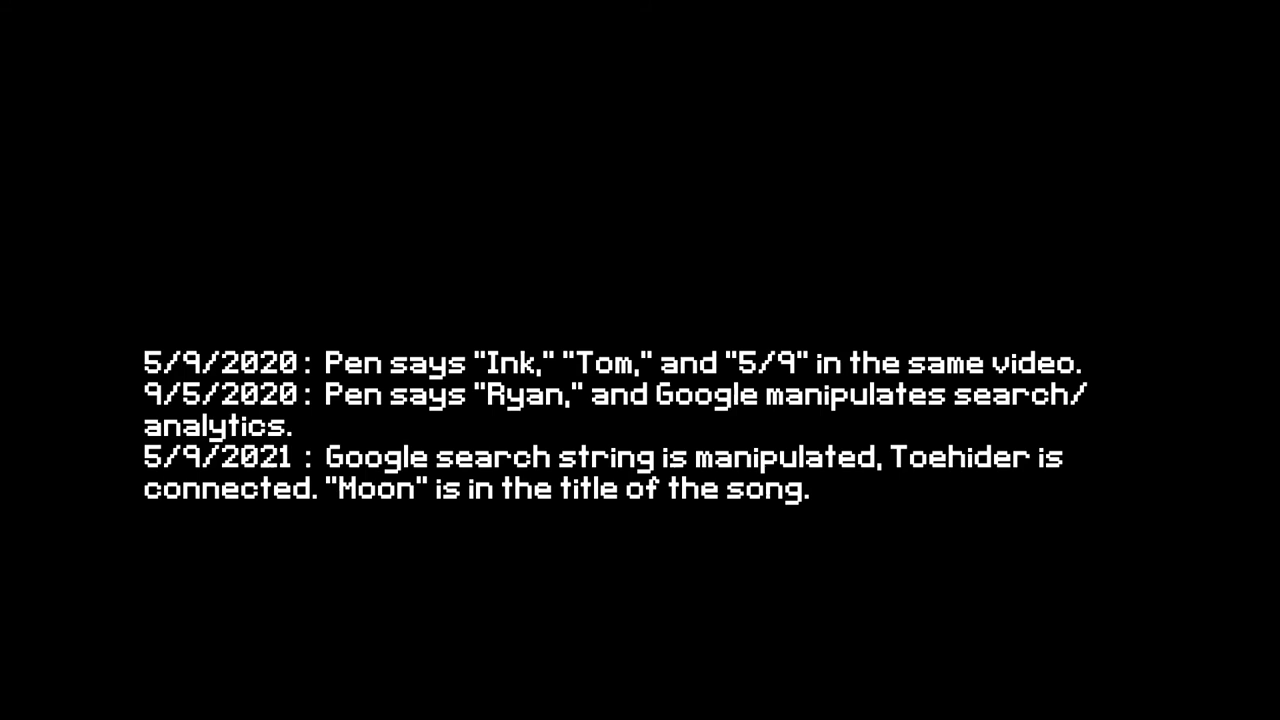 5/9/2020 : Pen says "Ink," "Tom," and "5/9" in the same video.
9/5/2020 : Pen says "Ryan," and Google manipulates search/
analytics.
5/9/2021 : Google search string is manipulated, Toehider is
connected. "Moon" is in the title of the song.